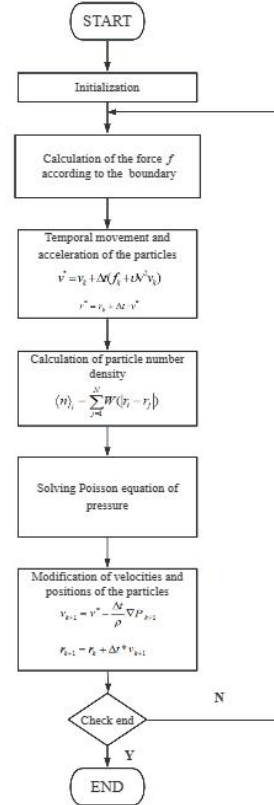 START
Initialization
Calculation of the force f
according to the boundary
Temporal movement and
acceleration of the particles
v* = v_k + Δt(f_k + υ∇²v_k)
r* = r_k + Δt · v*
Calculation of particle number
density
⟨n⟩_i = Σ_{j=1}^{N} W(|r_i − r_j|)
Solving Poisson equation of
pressure
Modification of velocities and
positions of the particles
v_{k+1} = v* − Δt/ρ ∇P_{k+1}
r_{k+1} = r_k + Δt * v_{k+1}
N
Check end
Y
END